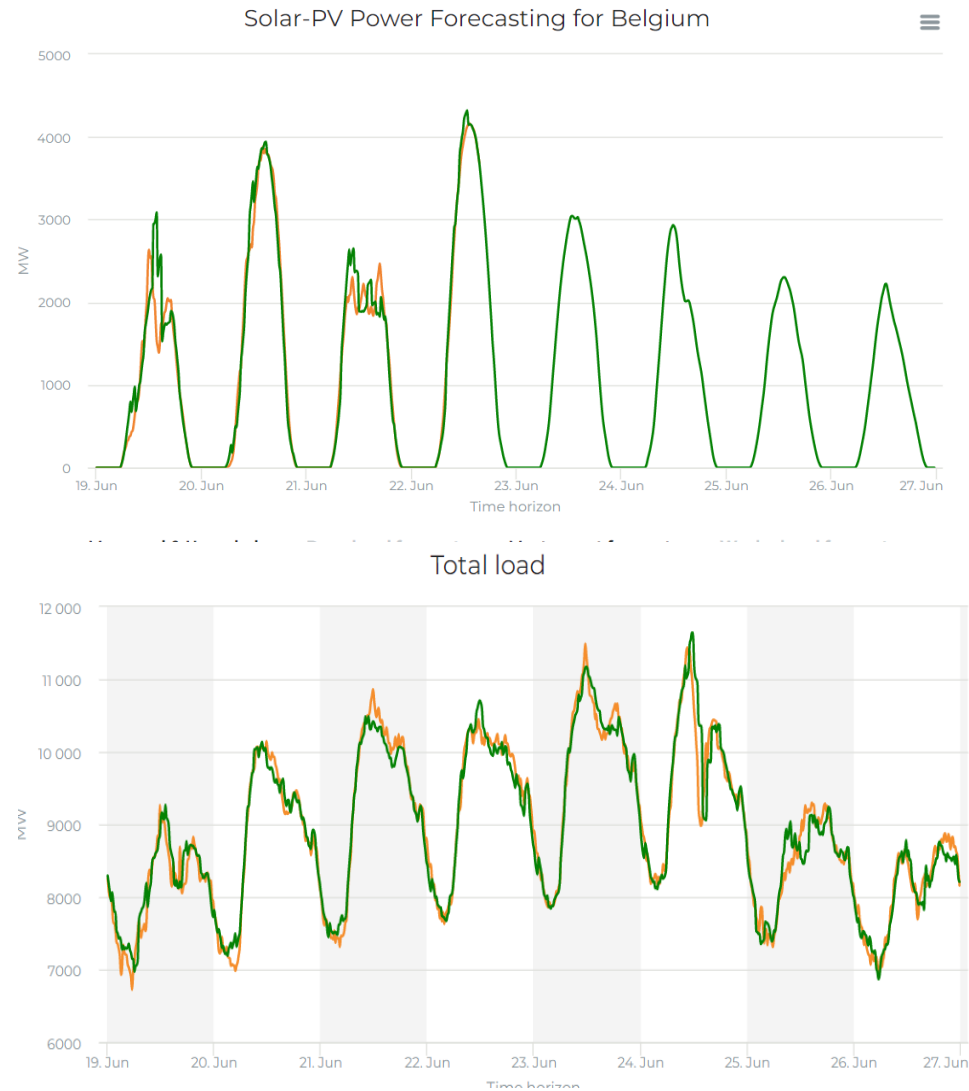 Solar-PV Power Forecasting for Belgium
5000
4000
3000
2000
1000
0
MW
19. Jun 20. Jun 21. Jun 22. Jun 23. Jun 24. Jun 25. Jun 26. Jun 27. Jun
Time horizon
Total load
12 000
11 000
10 000
9000
8000
7000
6000
MW
19. Jun 20. Jun 21. Jun 22. Jun 23. Jun 24. Jun 25. Jun 26. Jun 27. Jun
Time horizon